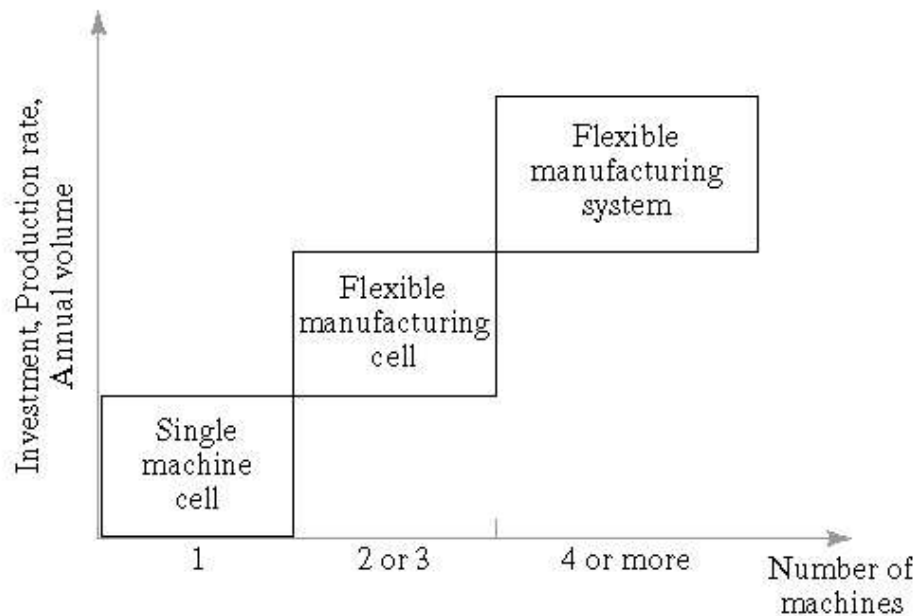 Investment, Production rate,
Annual volume
Flexible
manufacturing
system
Flexible
manufacturing
cell
Single
machine
cell
1
2 or 3
4 or more
Number of
machines